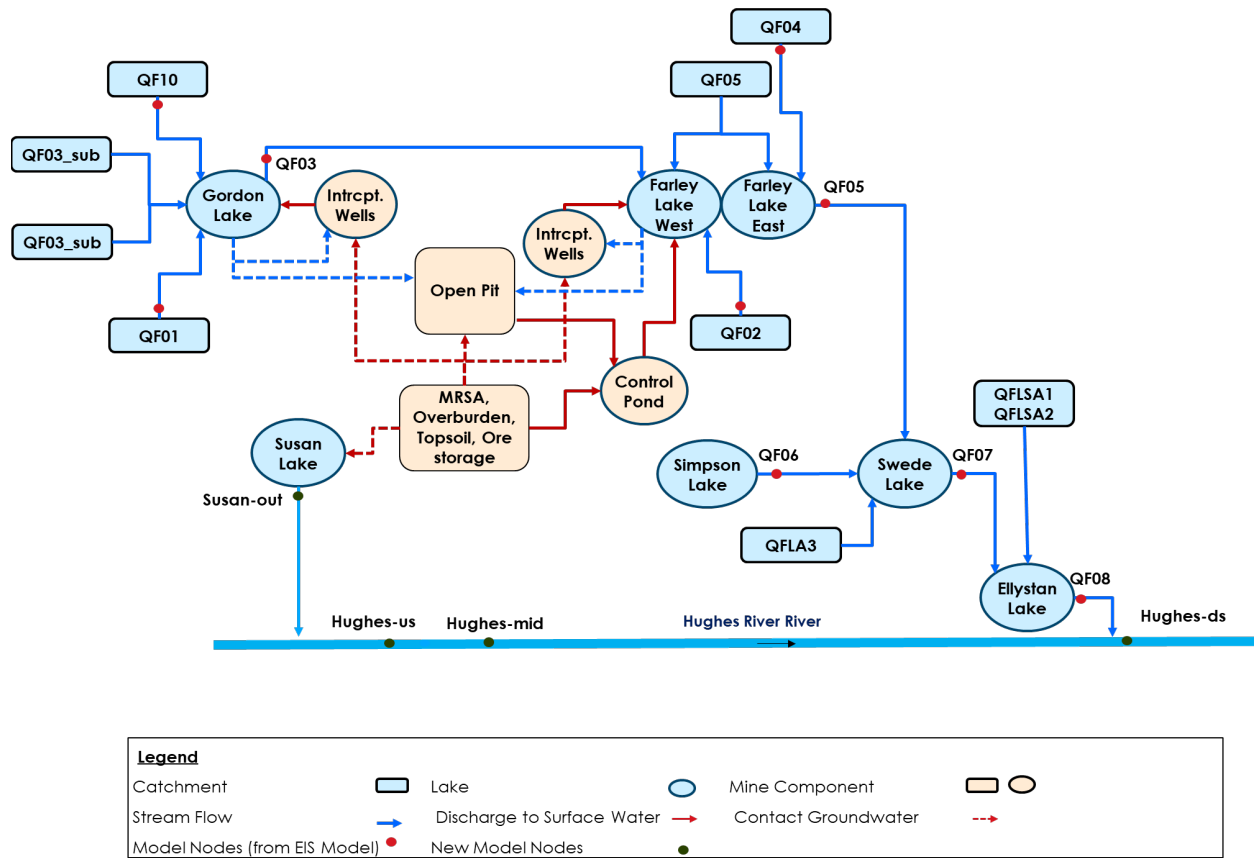 QF04
QF10
QF05
QF03_sub
QF03
Gordon
Lake
Intrcpt.
Wells
Farley
Lake
West
Farley
Lake
East
QF05
QF03_sub
Intrcpt.
Wells
Open Pit
QF01
QF02
Control
Pond
MRSA,
Overburden,
Topsoil, Ore
storage
QFLSA1
QFLSA2
Susan
Lake
Simpson
Lake
QF06
Swede
Lake
QF07
Susan-out
QFLA3
Ellystan
Lake
QF08
Hughes-us
Hughes-mid
Hughes River River
Hughes-ds
Legend
Catchment Lake Mine Component
Stream Flow Discharge to Surface Water Contact Groundwater
Model Nodes (from EIS Model) New Model Nodes